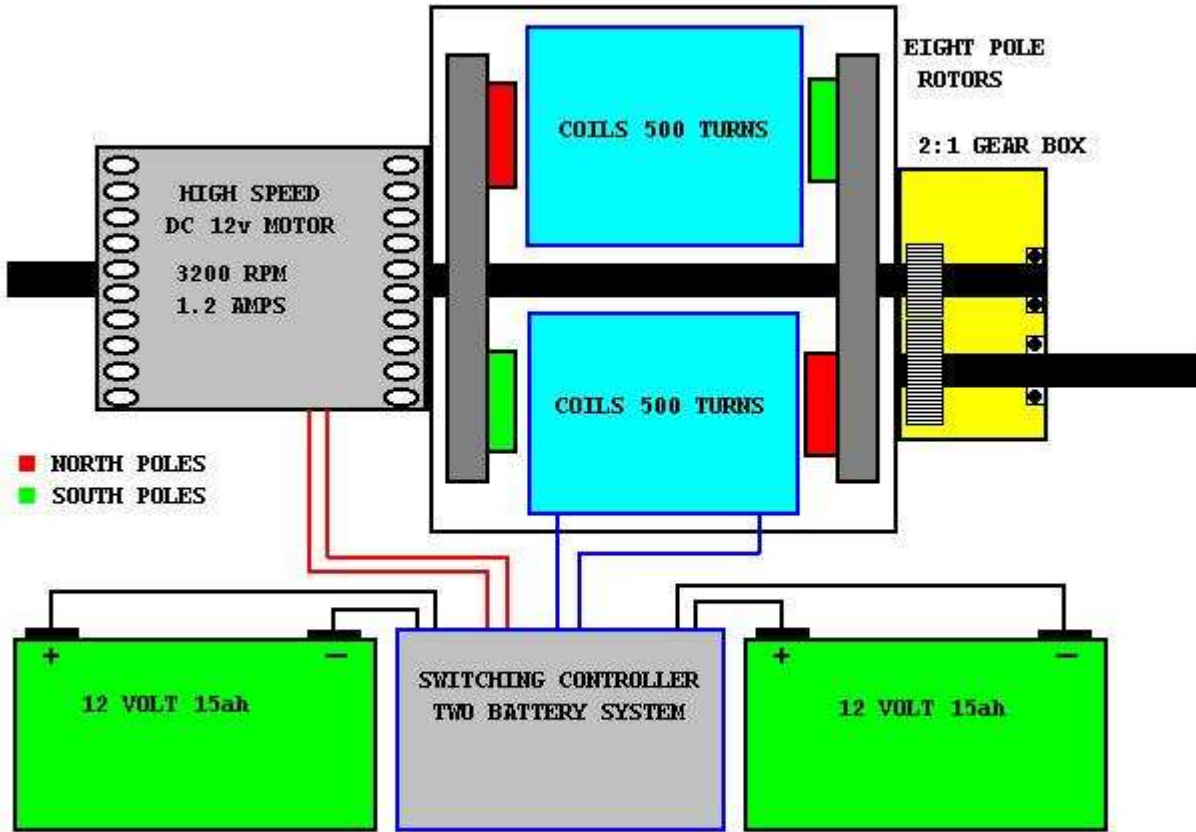 EIGHT POLE
ROTORS
COILS 500 TURNS
2:1 GEAR BOX
HIGH SPEED
DC 12v MOTOR
3200 RPM
1.2 AMPS
COILS 500 TURNS
NORTH POLES
SOUTH POLES
+ —
SWITCHING CONTROLLER
TWO BATTERY SYSTEM
+ —
12 VOLT 15ah
12 VOLT 15ah